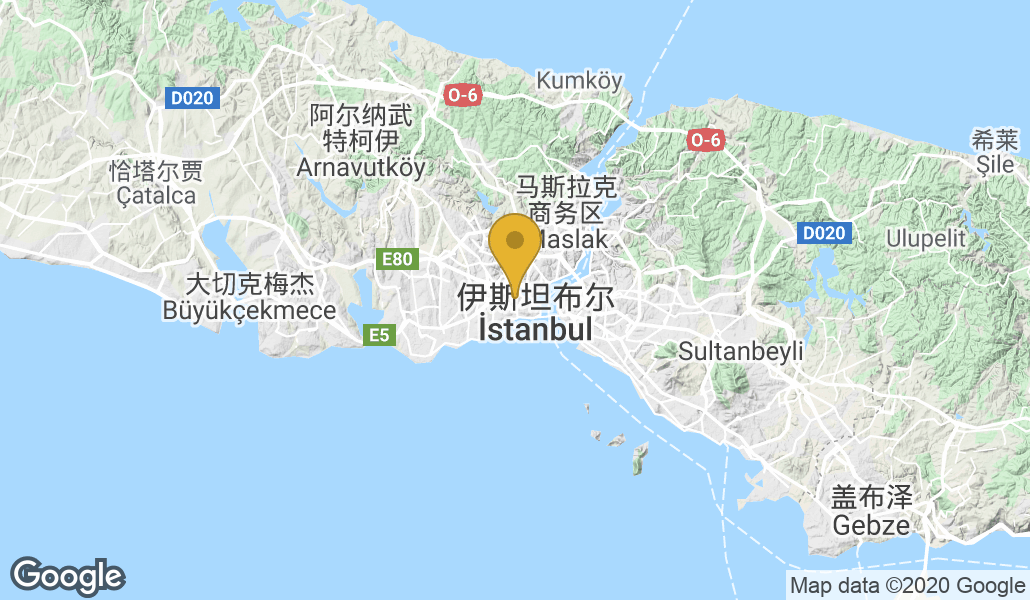 Kumköy
O-6
D020
阿尔纳武
特柯伊
Arnavutköy
O-6
希莱
Şile
恰塔尔贾
Çatalca
马斯拉克
商务区
Maslak
D020
Ulupelit
E80
大切克梅杰
Büyükçekmece
伊斯坦布尔
İstanbul
E5
Sultanbeyli
盖布泽
Gebze
Google
Map data ©2020 Google